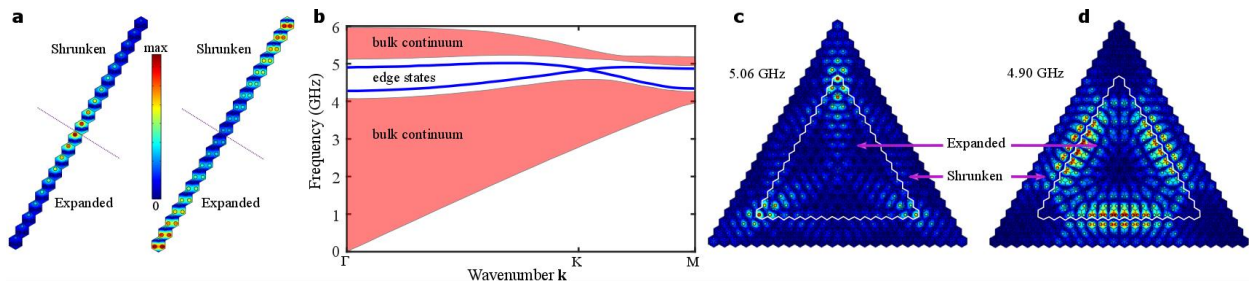 a
Shrunken
Expanded
max
0
Shrunken
Expanded
b
Frequency (GHz)
6
5
4
3
2
1
0
bulk continuum
edge states
bulk continuum
Γ
K
M
Wavenumber k
c
5.06 GHz
Expanded
Shrunken
d
4.90 GHz